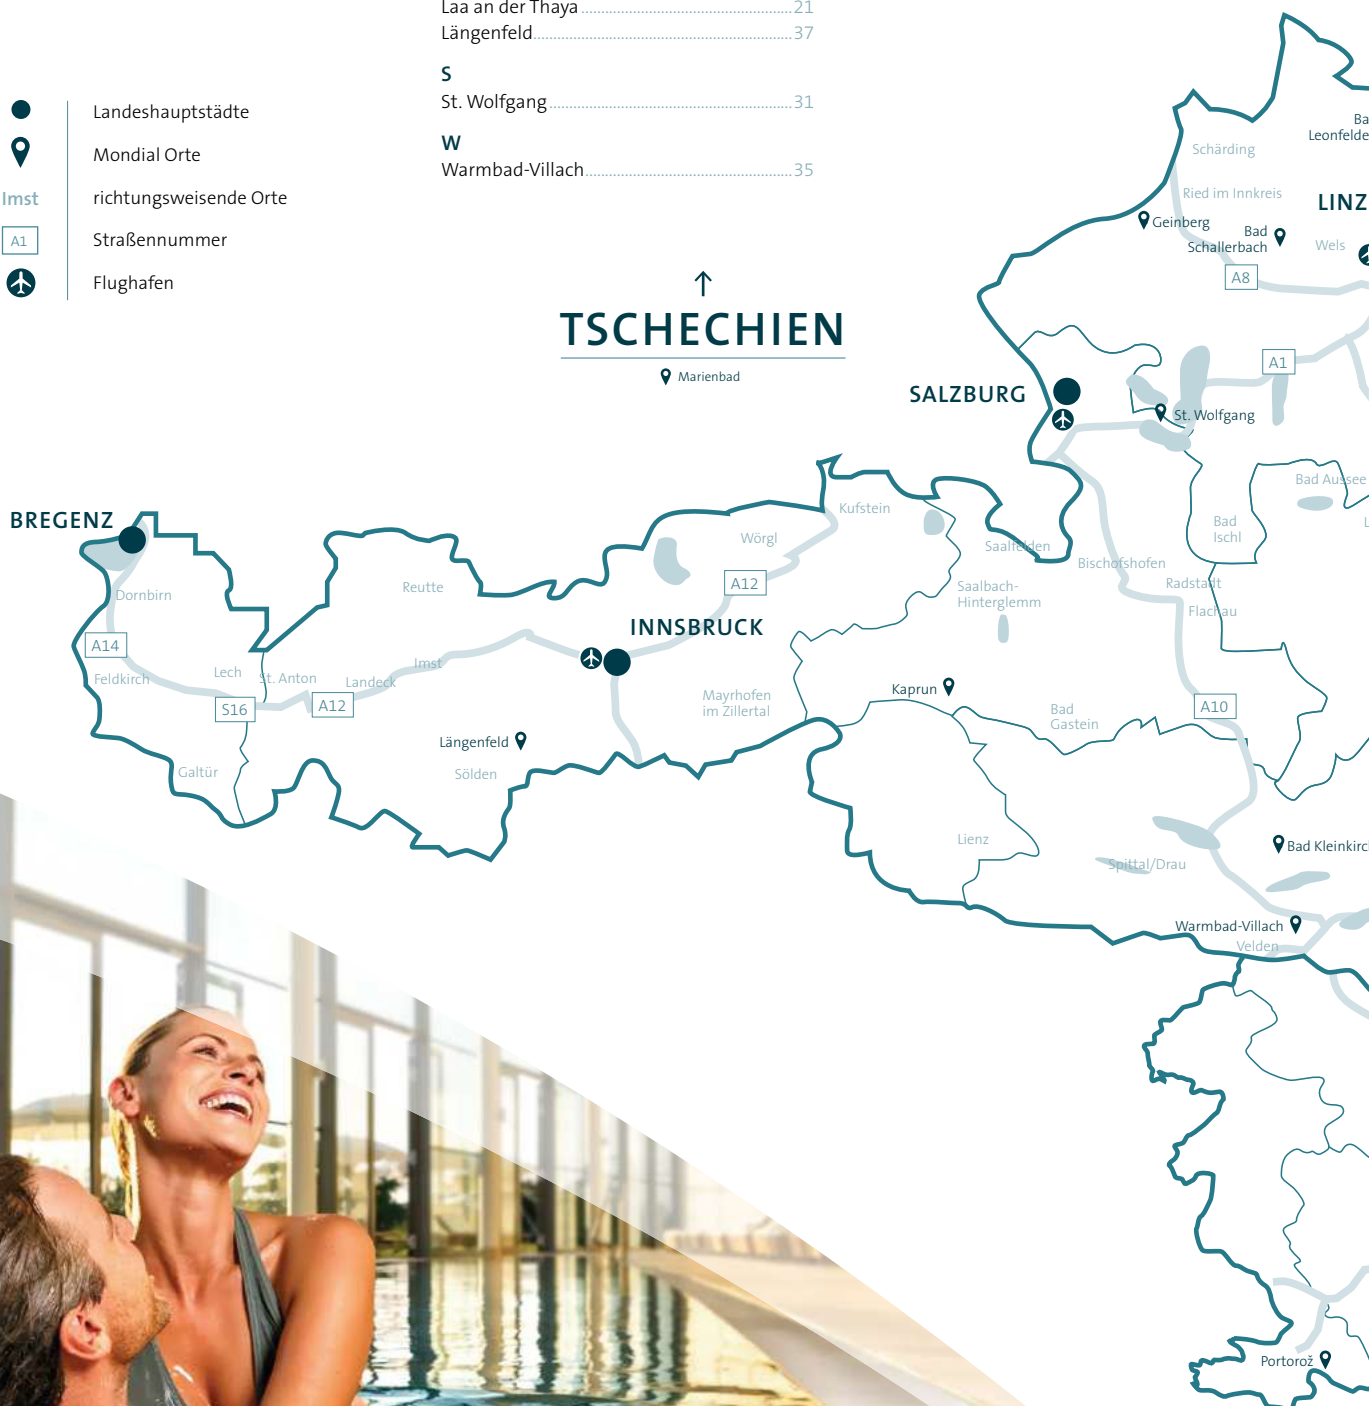 Laa an der Thaya 21
Längenfeld 37
S
St. Wolfgang 31
W
Warmbad-Villach 35
Landeshauptstädte
Mondial Orte
Imst richtungsweisende Orte
A1 Straßennummer
Flughafen
TSCHECHIEN
Marienbad
Schärding
Ried im Innkreis
LINZ
Geinberg
Bad
Schallerbach
Wels
A8
A1
SALZBURG
St. Wolfgang
Bad Aussee
Bad
Ischl
BREGENZ
Kufstein
Wörgl
Saalfelden
Bischofshofen
A12
Reutte
Saalbach-
Hinterglemm
Radstadt
Flachau
Dornbirn
INNSBRUCK
A14
Feldkirch
Lech
St. Anton
Landeck
Imst
S16
A12
Mayrhofen
im Zillertal
Kaprun
Bad
Gastein
A10
Längenfeld
Galtür
Sölden
Lienz
Spittal/Drau
Warmbad-Villach
Velden
Portorož